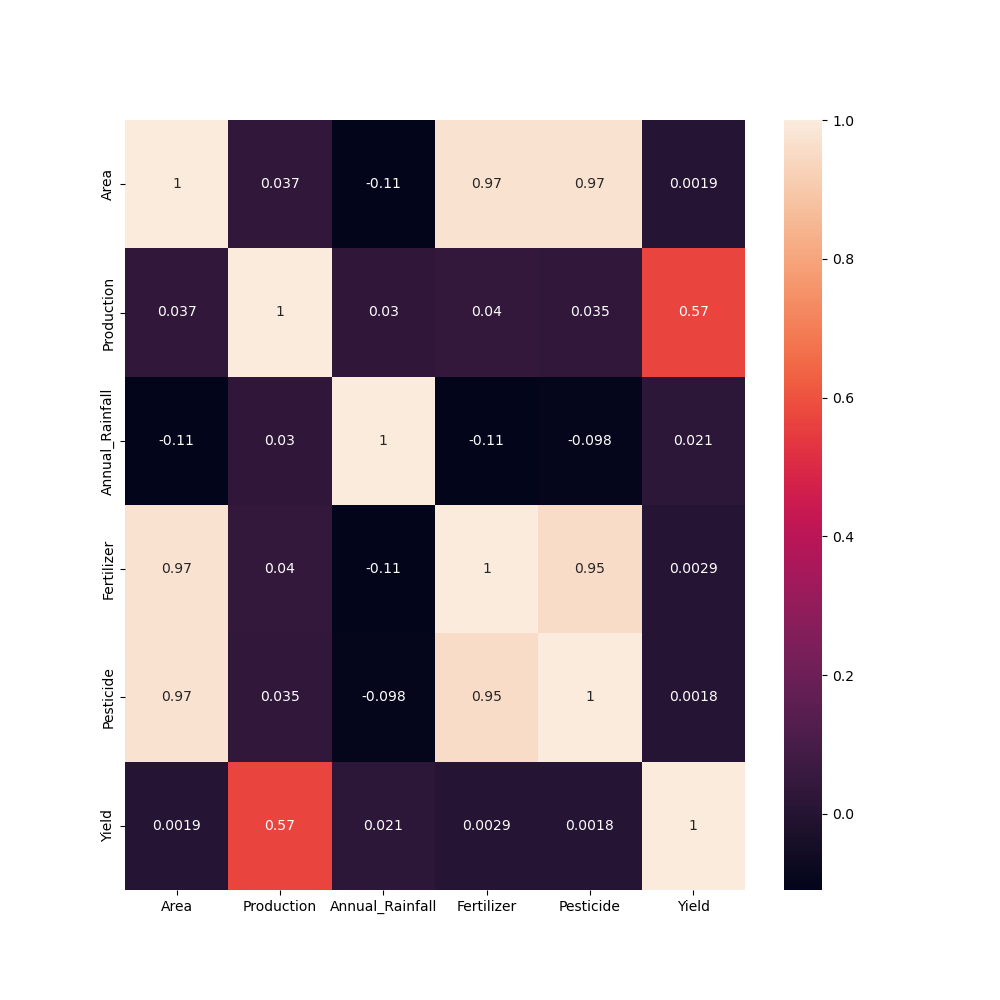 1.0
Area 1 0.037 -0.11 0.97 0.97 0.0019
0.8
Production 0.037 1 0.03 0.04 0.035 0.57
0.6
Annual_Rainfall -0.11 0.03 1 -0.11 -0.098 0.021
0.4
Fertilizer 0.97 0.04 -0.11 1 0.95 0.0029
0.2
Pesticide 0.97 0.035 -0.098 0.95 1 0.0018
0.0
Yield 0.0019 0.57 0.021 0.0029 0.0018 1
Area Production Annual_Rainfall Fertilizer Pesticide Yield